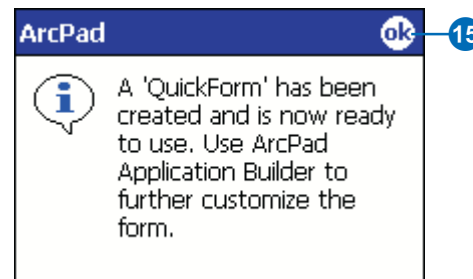 ArcPad ok 15
A 'QuickForm' has been
created and is now ready
to use. Use ArcPad
Application Builder to
further customize the
form.